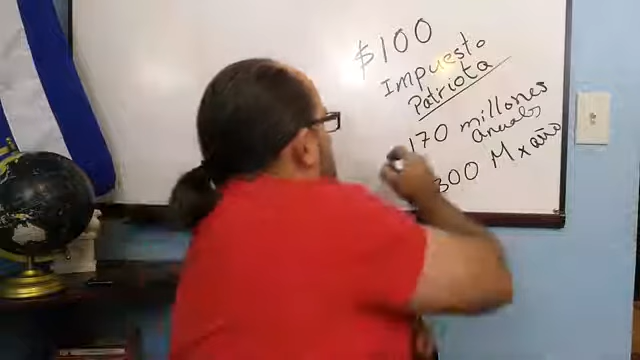 $100
Impuesto
Patriota
170 millones
anuales
300 M x año